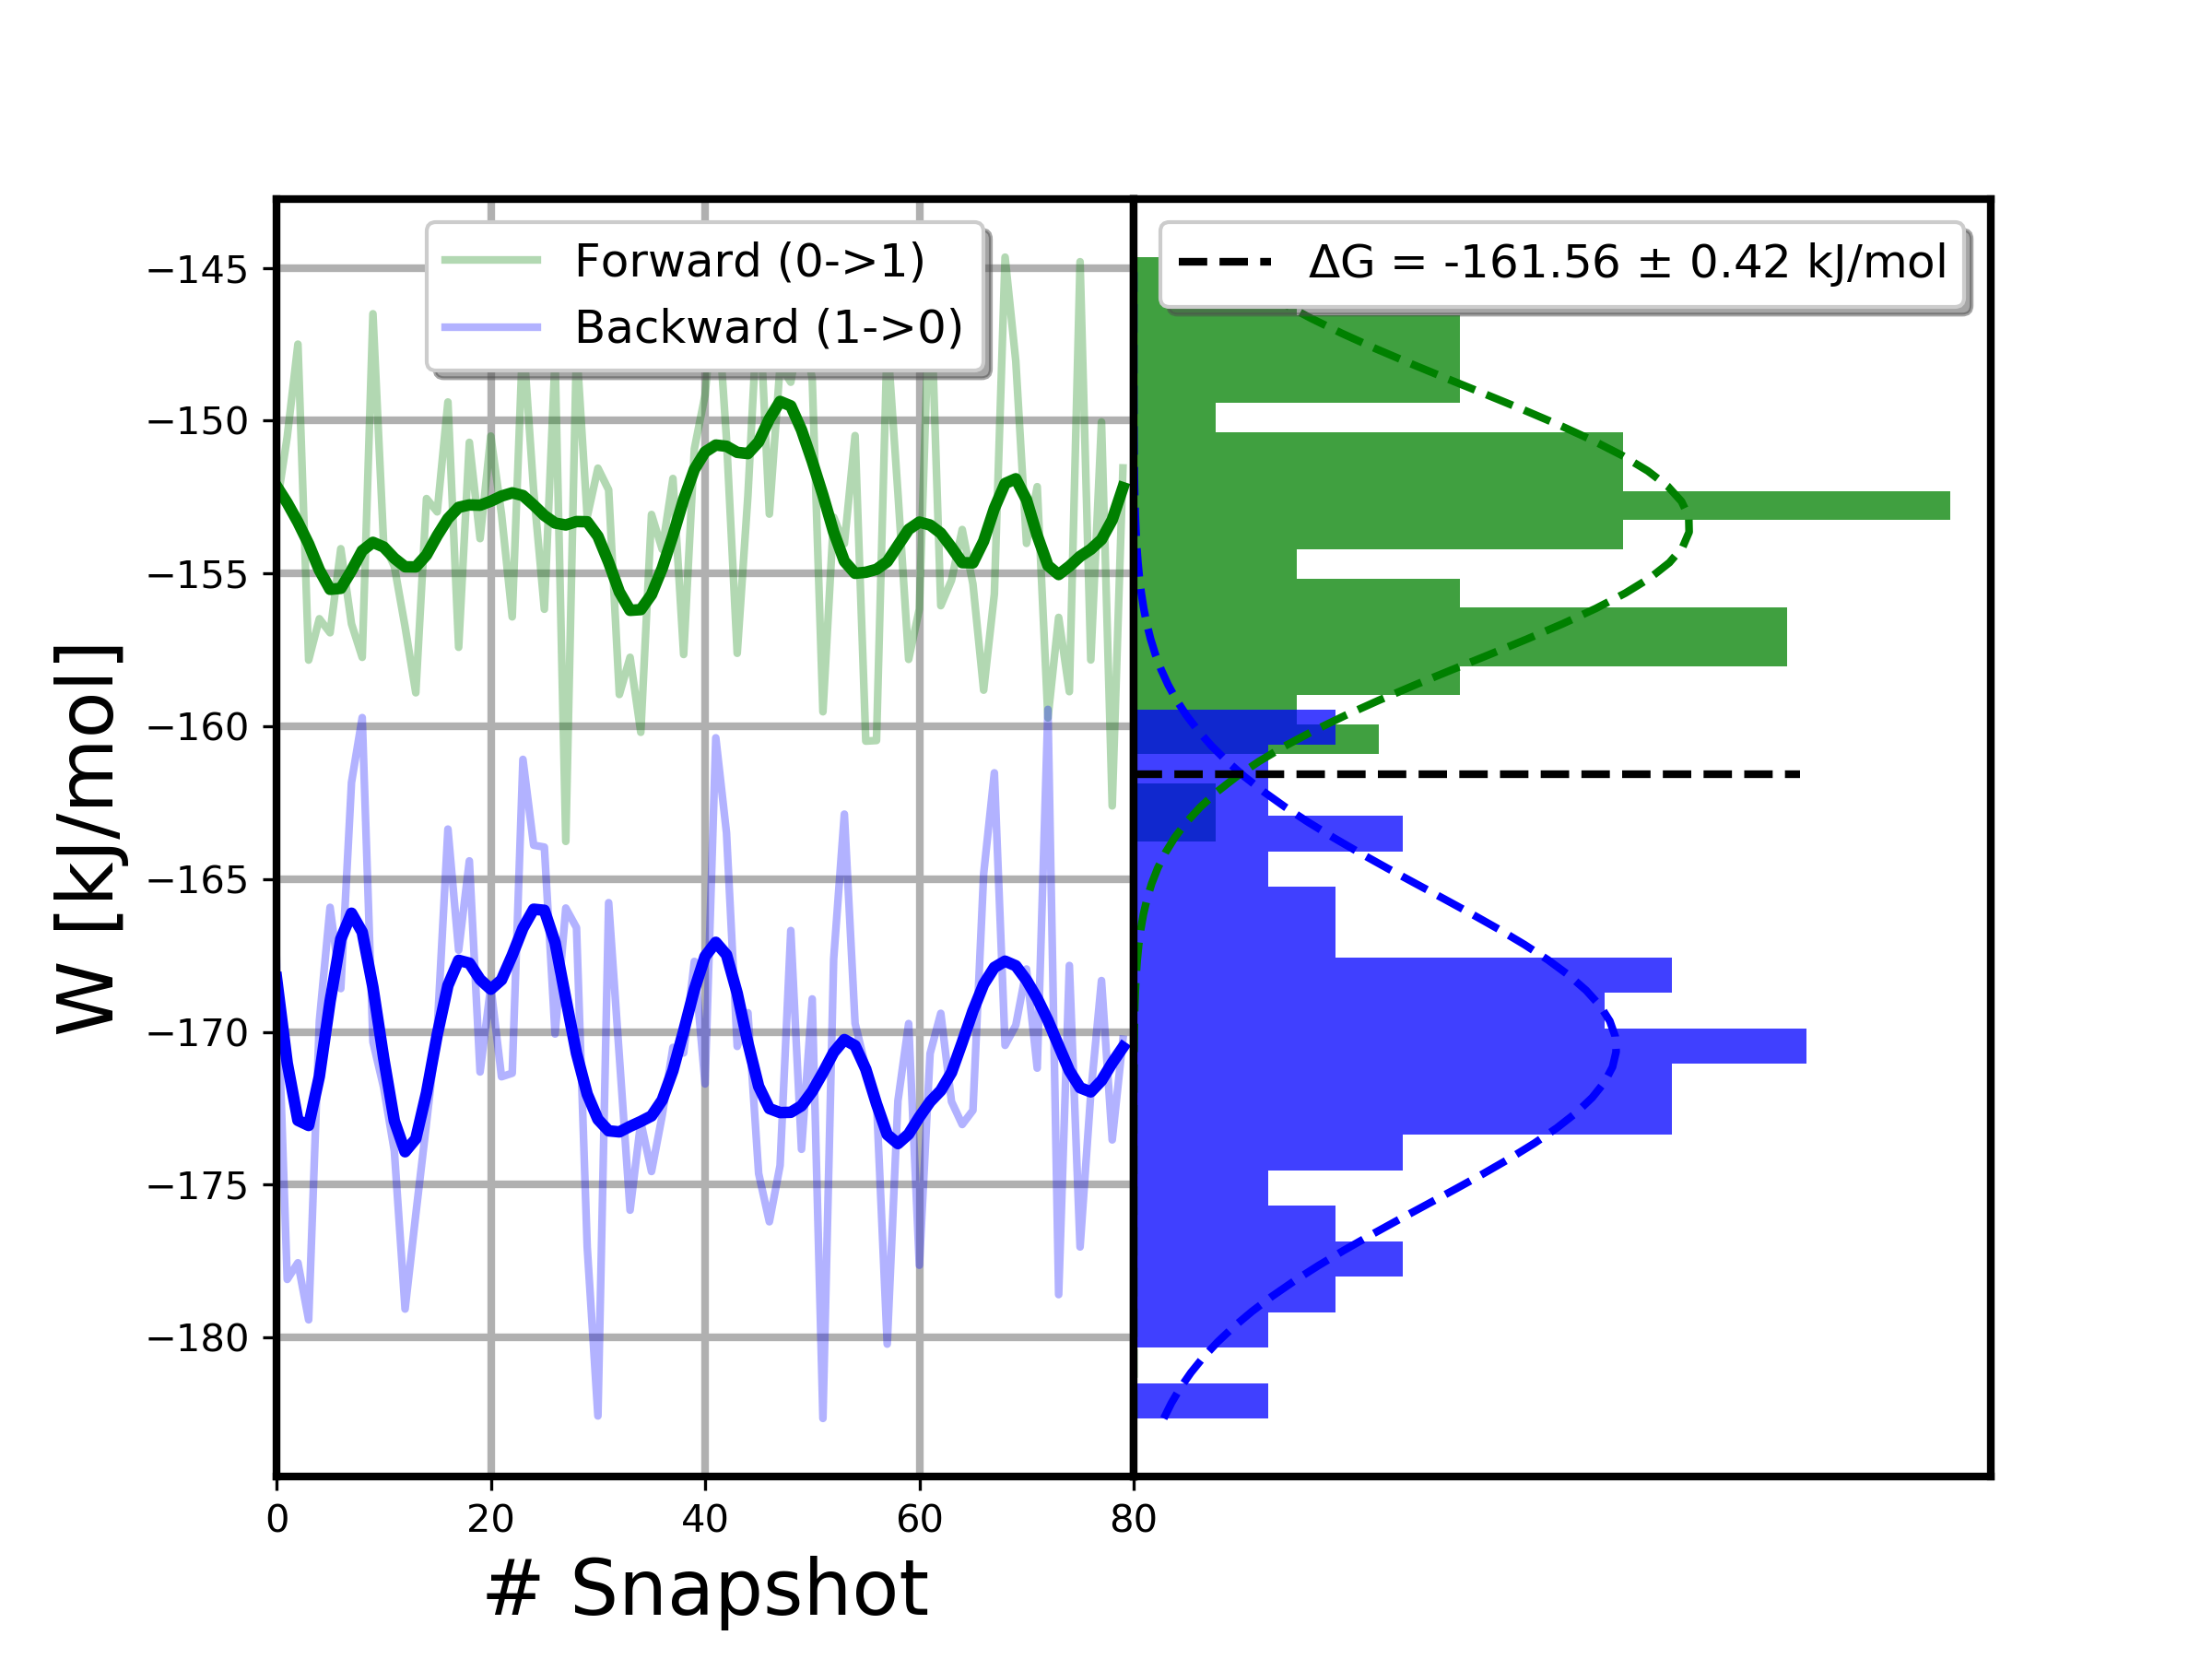 Forward (0->1)
Backward (1->0)
ΔG = -161.56 ± 0.42 kJ/mol
−145
−150
−155
−160
−165
−170
−175
−180
W [kJ/mol]
0 20 40 60 80
# Snapshot